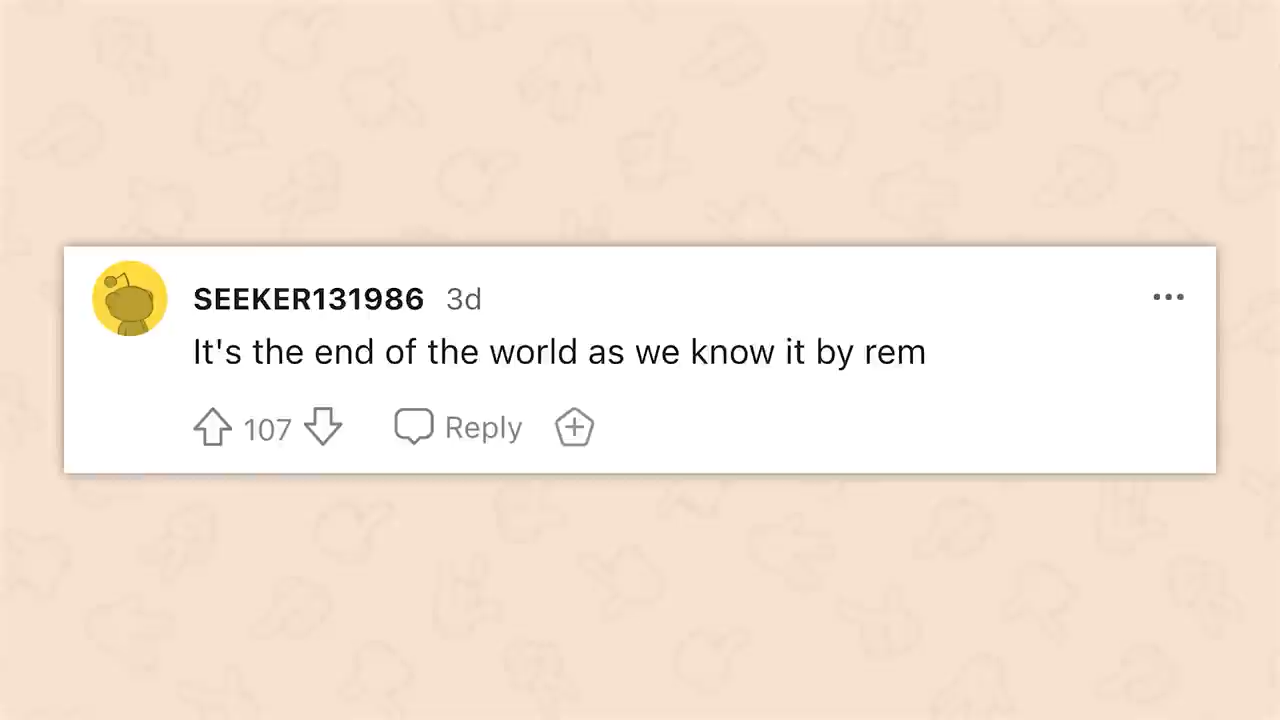 SEEKER131986 3d
It's the end of the world as we know it by rem
107 Reply